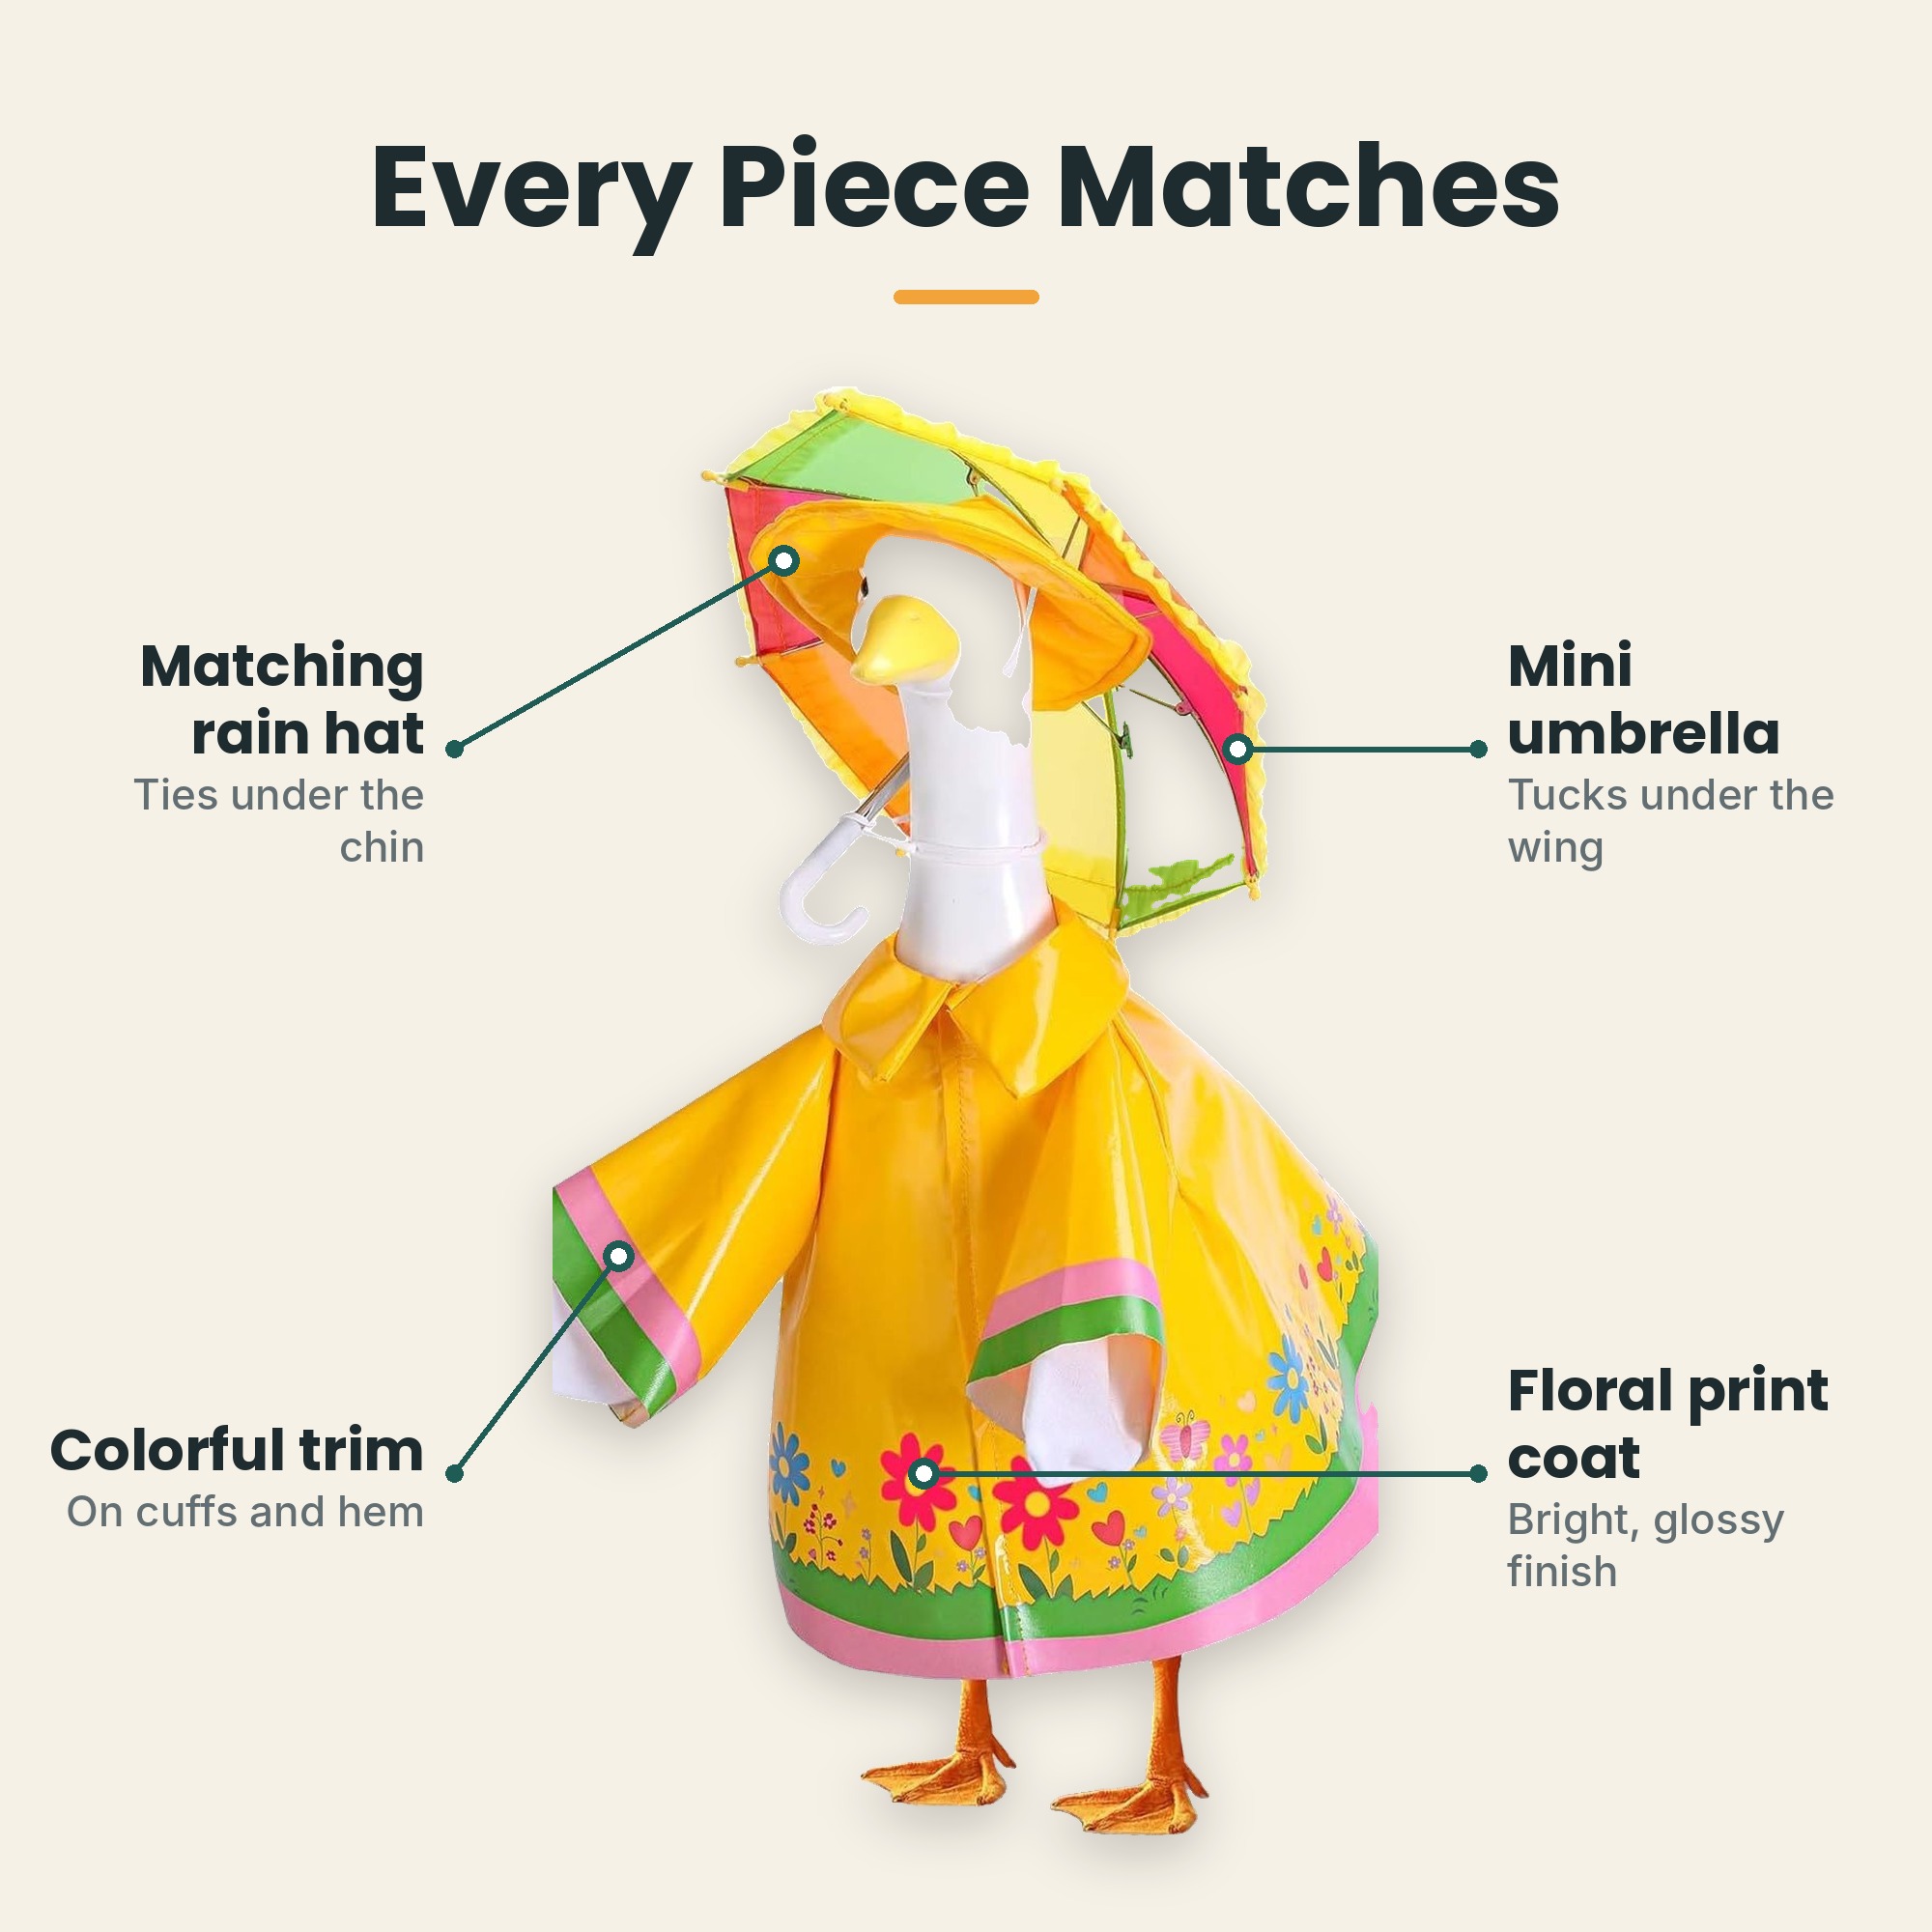 Every Piece Matches
Matching
rain hat
Ties under the
chin
Mini
umbrella
Tucks under the
wing
Colorful trim
On cuffs and hem
Floral print
coat
Bright, glossy
finish